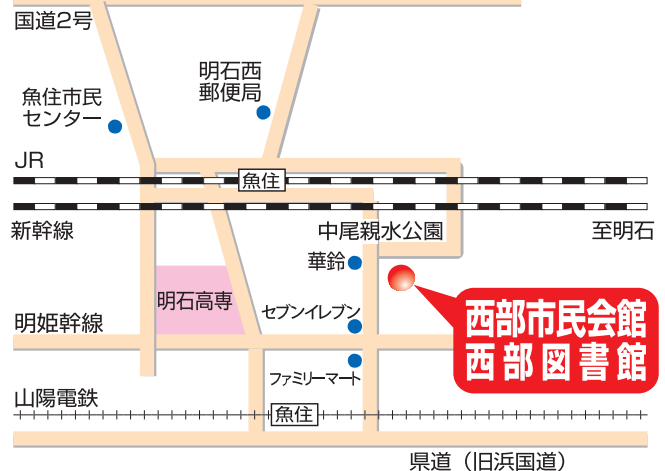 国道2号
明石西
郵便局
魚住市民
センター
JR
魚住
新幹線
中尾親水公園
至明石
華鈴
明石高専
セブンイレブン
西部市民会館
西部図書館
明姫幹線
ファミリーマート
山陽電鉄
魚住
県道（旧浜国道）